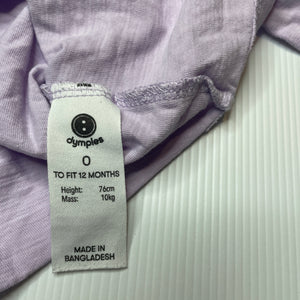 dymples
0
TO FIT 12 MONTHS
Height: 76cm
Mass: 10kg
MADE IN
BANGLADESH